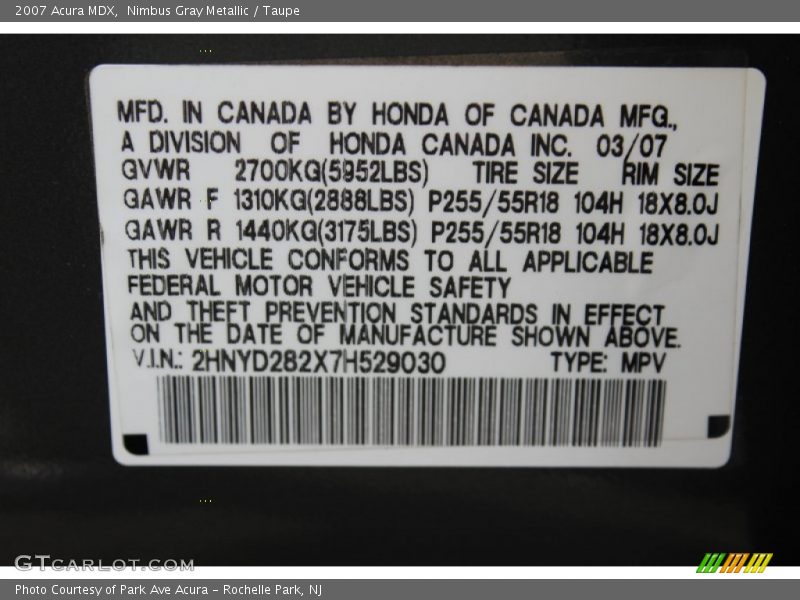 2007 Acura MDX,  Nimbus Gray Metallic / Taupe
MFD. IN CANADA BY HONDA OF CANADA MFG.,
A DIVISION OF HONDA CANADA INC. 03/07
GVWR 2700KG(5952LBS) TIRE SIZE RIM SIZE
GAWR F 1310KG(2888LBS) P255/55R18 104H 18X8.0J
GAWR R 1440KG(3175LBS) P255/55R18 104H 18X8.0J
THIS VEHICLE CONFORMS TO ALL APPLICABLE
FEDERAL MOTOR VEHICLE SAFETY
AND THEFT PREVENTION STANDARDS IN EFFECT
ON THE DATE OF MANUFACTURE SHOWN ABOVE.
V.I.N.: 2HNYD282X7H529030 TYPE: MPV
GTCARLOT.COM
Photo Courtesy of Park Ave Acura - Rochelle Park, NJ